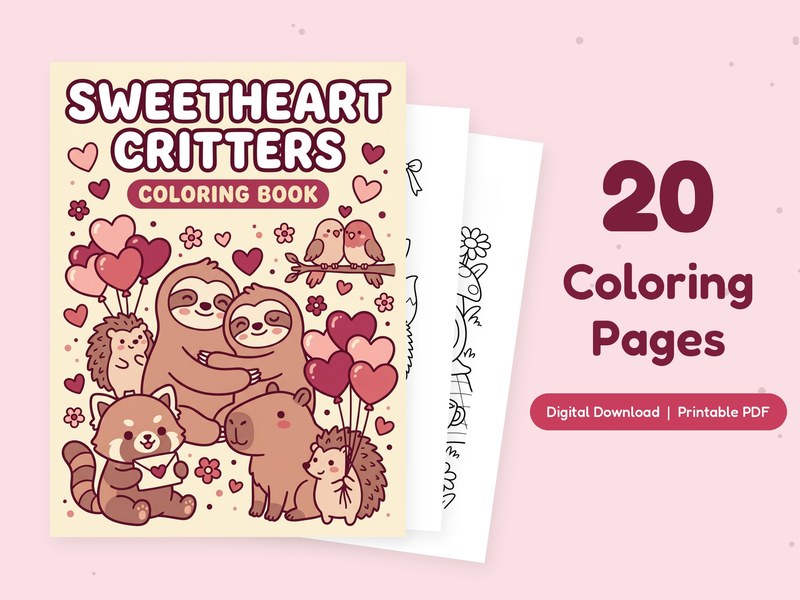 SWEETHEART
CRITTERS
COLORING BOOK
20
Coloring
Pages
Digital Download | Printable PDF